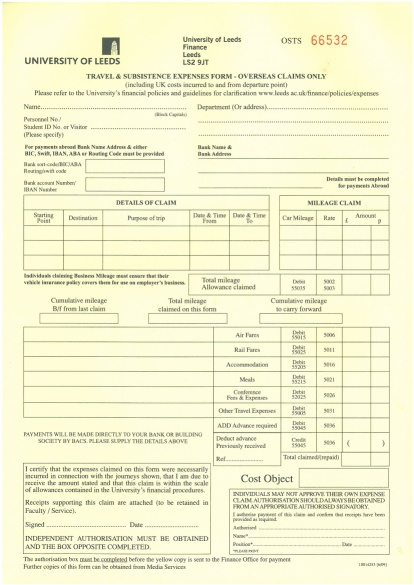 UNIVERSITY OF LEEDS
University of Leeds
Finance
Leeds
LS2 9JT
OSTS 66532
TRAVEL & SUBSISTENCE EXPENSES FORM - OVERSEAS CLAIMS ONLY
(including UK costs incurred to and from departure point)
Please refer to the University's financial policies and guidelines for clarification www.leeds.ac.uk/finance/policies/expenses
Name
(Block Capitals)
Department (Or address)
Personnel No./
Student ID No. or Visitor
(Please specify)
For payments abroad Bank Name Address & either
BIC, Swift, IBAN, ABA or Routing Code must be provided
Bank Name &
Bank Address
Bank sort-code/BIC/ABA
Routing/swift code
Bank account Number/
IBAN Number
Details must be completed
for payments Abroad
DETAILS OF CLAIM
MILEAGE CLAIM
Starting Point
Destination
Purpose of trip
Date & Time From
Date & Time To
Car Mileage
Rate
Amount
£ p
Individuals claiming Business Mileage must ensure that their
vehicle insurance policy covers them for use on employer's business.
Total mileage
Allowance claimed
Debit 55035
5002
5003
Cumulative mileage
B/f from last claim
Total mileage
claimed on this form
Cumulative mileage
to carry forward
Air Fares Debit 55015 5006
Rail Fares Debit 55025 5011
Accommodation Debit 55205 5016
Meals Debit 55215 5021
Conference Fees & Expenses Debit 52025 5026
Other Travel Expenses Debit 55005 5031
ADD Advance required Debit 55045 5036
Deduct advance
Previously received
Credit 55045 5036 ( )
Ref
Total claimed/(repaid)
PAYMENTS WILL BE MADE DIRECTLY TO YOUR BANK OR BUILDING
SOCIETY BY BACS. PLEASE SUPPLY THE DETAILS ABOVE
I certify that the expenses claimed on this form were necessarily
incurred in connection with the journeys shown, that I am due to
receive the amount stated and that this claim is within the scale
of allowances contained in the University's financial procedures.
Receipts supporting this claim are attached (to be retained in
Faculty / Service).
Signed Date
INDEPENDENT AUTHORISATION MUST BE OBTAINED
AND THE BOX OPPOSITE COMPLETED.
Cost Object
INDIVIDUALS MAY NOT APPROVE THEIR OWN EXPENSE
CLAIM. AUTHORISATION SHOULD ALWAYS BE OBTAINED
FROM AN APPROPRIATE AUTHORISED SIGNATORY.
I authorise payment of this claim and confirm that receipts have been
provided as required.
Authorised
Name*
Position* Date
*PLEASE PRINT
The authorisation box must be completed before the yellow copy is sent to the Finance Office for payment
Further copies of this form can be obtained from Media Services